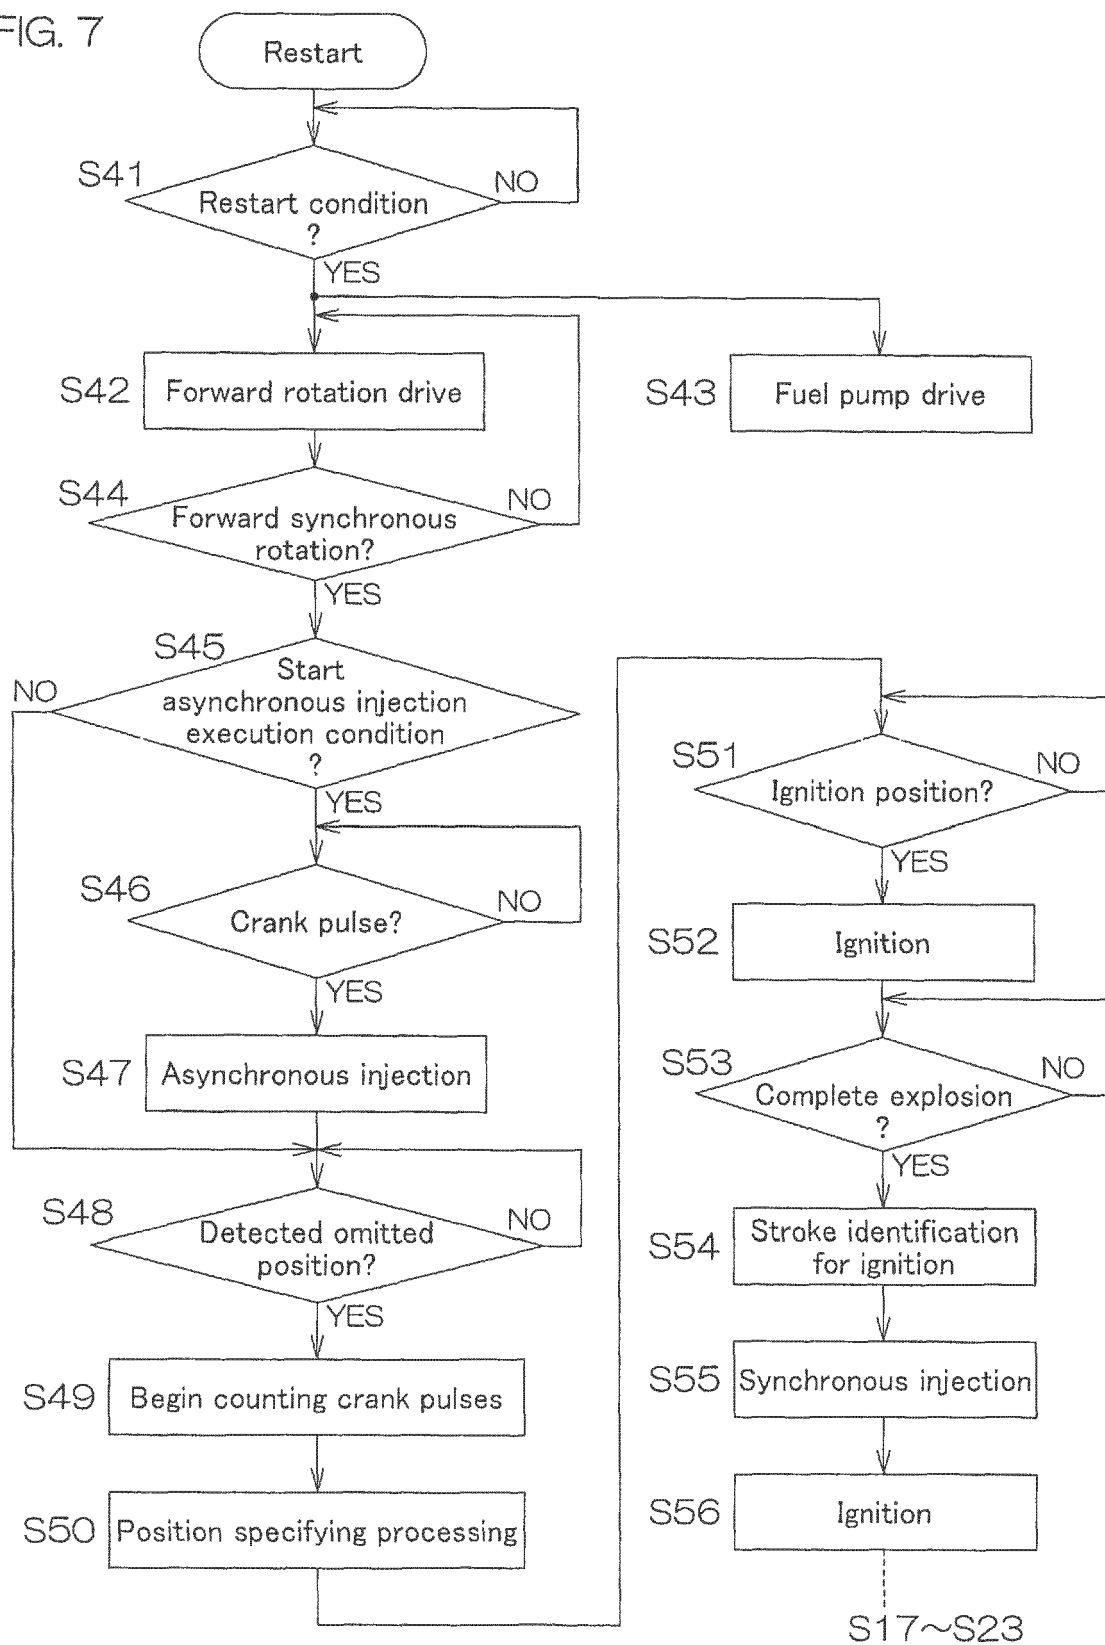 FIG. 7
Restart
S41
NO
Restart condition
?
YES
S42
Forward rotation drive
S43
Fuel pump drive
S44
NO
Forward synchronous
rotation?
YES
S45
NO
Start
asynchronous injection
execution condition
?
YES
S46
NO
Crank pulse?
YES
S47
Asynchronous injection
S48
NO
Detected omitted
position?
YES
S49
Begin counting crank pulses
S50
Position specifying processing
S51
NO
Ignition position?
YES
S52
Ignition
S53
NO
Complete explosion
?
YES
S54
Stroke identification
for ignition
S55
Synchronous injection
S56
Ignition
S17~S23